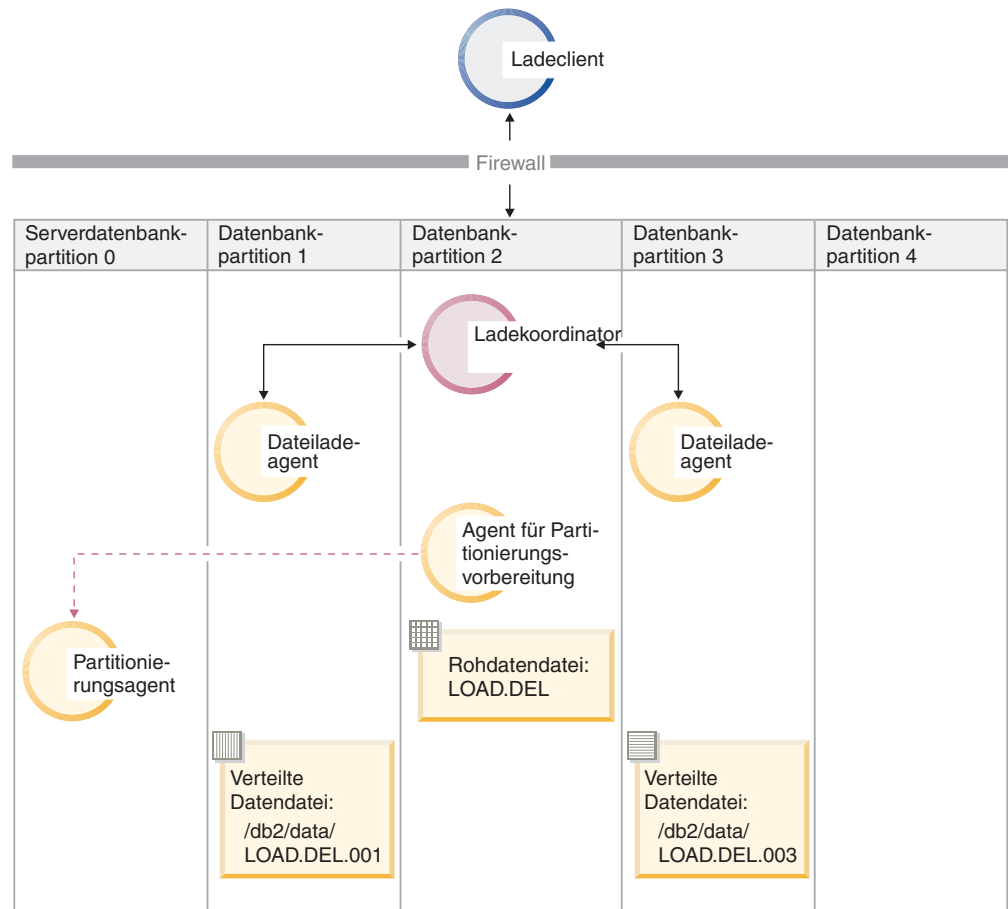 Ladeclient
Firewall
Serverdatenbank-
partition 0
Datenbank-
partition 1
Datenbank-
partition 2
Datenbank-
partition 3
Datenbank-
partition 4
Ladekoordinator
Dateilade-
agent
Dateilade-
agent
Agent für Parti-
tionierungs-
vorbereitung
Partitionie-
rungsagent
Rohdatendatei:
LOAD.DEL
Verteilte
Datendatei:
/db2/data/
LOAD.DEL.001
Verteilte
Datendatei:
/db2/data/
LOAD.DEL.003